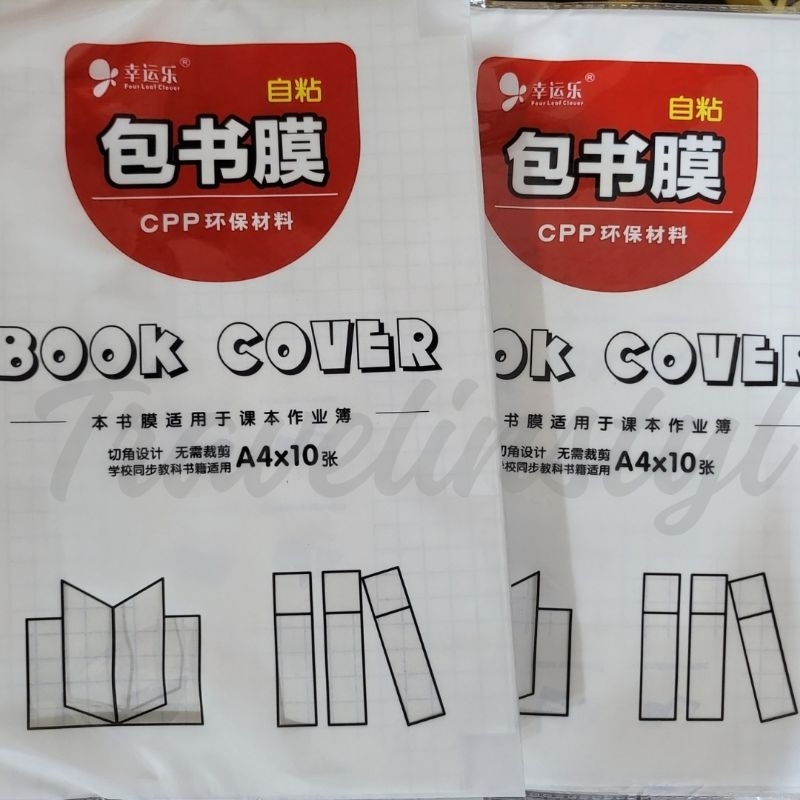 幸运乐®
Four Leaf Clover
自粘
包书膜
CPP环保材料
BOOK COVER
本书膜适用于课本作业簿
切角设计 无需裁剪
学校同步教科书籍适用
A4x10张
幸运乐®
Four Leaf Clover
自粘
包书膜
CPP环保材料
OK COVER
书膜适用于课本作业簿
切角设计 无需裁剪
校同步教科书籍适用
A4x10张
Travelinstyl